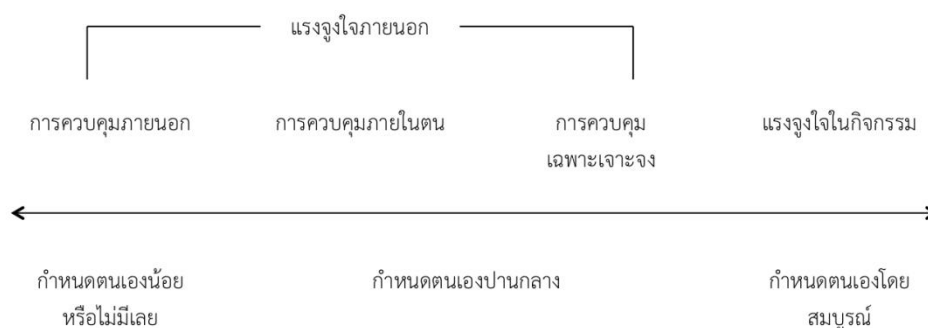 แรงจูงใจภายนอก
การควบคุมภายนอก การควบคุมภายในตน การควบคุม แรงจูงใจในกิจกรรม
เฉพาะเจาะจง
กำหนดตนเองน้อย กำหนดตนเองปานกลาง กำหนดตนเองโดย
หรือไม่มีเลย สมบูรณ์